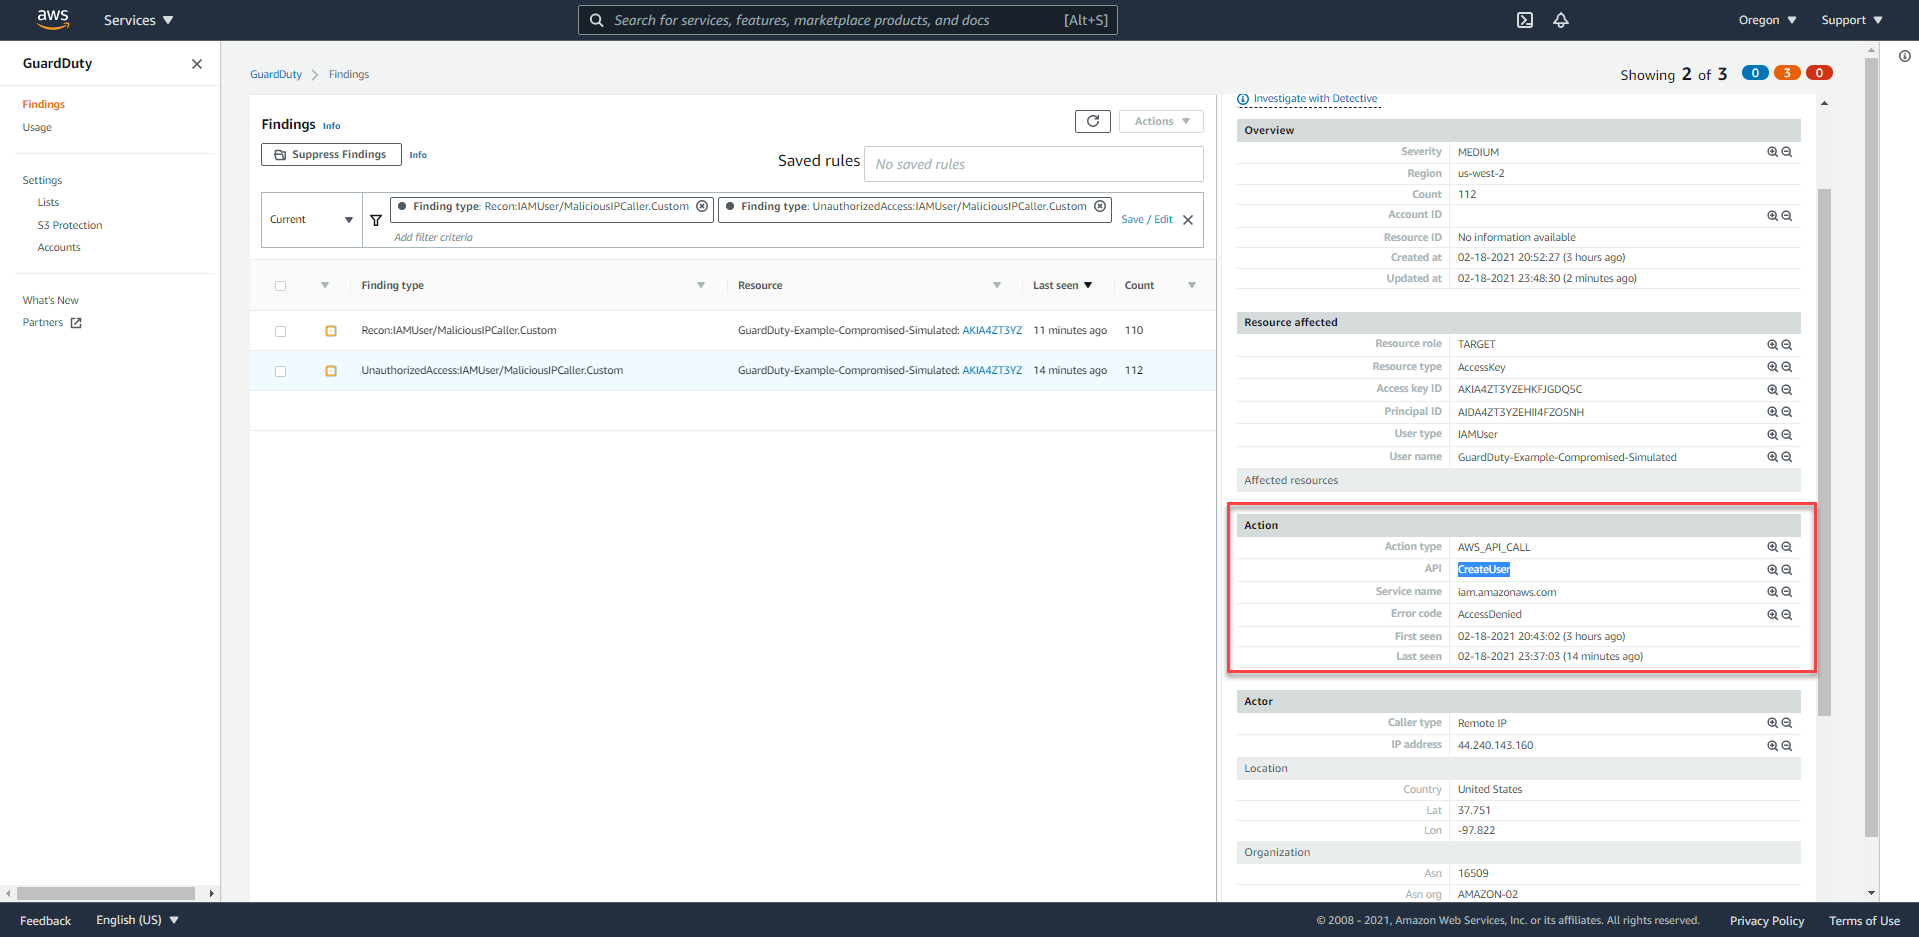 aws Services Search for services, features, marketplace products, and docs [Alt+S] Oregon Support
GuardDuty
Findings
Usage
Settings
Lists
S3 Protection
Accounts
What's New
Partners
GuardDuty Findings
Showing 2 of 3 0 3 0
Findings Info
Actions
Suppress Findings Info
Saved rules No saved rules
Current
Finding type: Recon:IAMUser/MaliciousIPCaller.Custom Finding type: UnauthorizedAccess:IAMUser/MaliciousIPCaller.Custom
Save / Edit
Add filter criteria
Finding type Resource Last seen Count
Recon:IAMUser/MaliciousIPCaller.Custom GuardDuty-Example-Compromised-Simulated: AKIA4ZT3YZ 11 minutes ago 110
UnauthorizedAccess:IAMUser/MaliciousIPCaller.Custom GuardDuty-Example-Compromised-Simulated: AKIA4ZT3YZ 14 minutes ago 112
Investigate with Detective
Overview
Severity MEDIUM
Region us-west-2
Count 112
Account ID
Resource ID No information available
Created at 02-18-2021 20:52:27 (3 hours ago)
Updated at 02-18-2021 23:48:30 (2 minutes ago)
Resource affected
Resource role TARGET
Resource type AccessKey
Access key ID AKIA4ZT3YZEHKFJGDQ5C
Principal ID AIDA4ZT3YZEHII4FZO5NH
User type IAMUser
User name GuardDuty-Example-Compromised-Simulated
Affected resources
Action
Action type AWS_API_CALL
API CreateUser
Service name iam.amazonaws.com
Error code AccessDenied
First seen 02-18-2021 20:43:02 (3 hours ago)
Last seen 02-18-2021 23:37:03 (14 minutes ago)
Actor
Caller type Remote IP
IP address 44.240.143.160
Location
Country United States
Lat 37.751
Lon -97.822
Organization
Asn 16509
Asn org AMAZON-02
Feedback English (US) © 2008 - 2021, Amazon Web Services, Inc. or its affiliates. All rights reserved. Privacy Policy Terms of Use